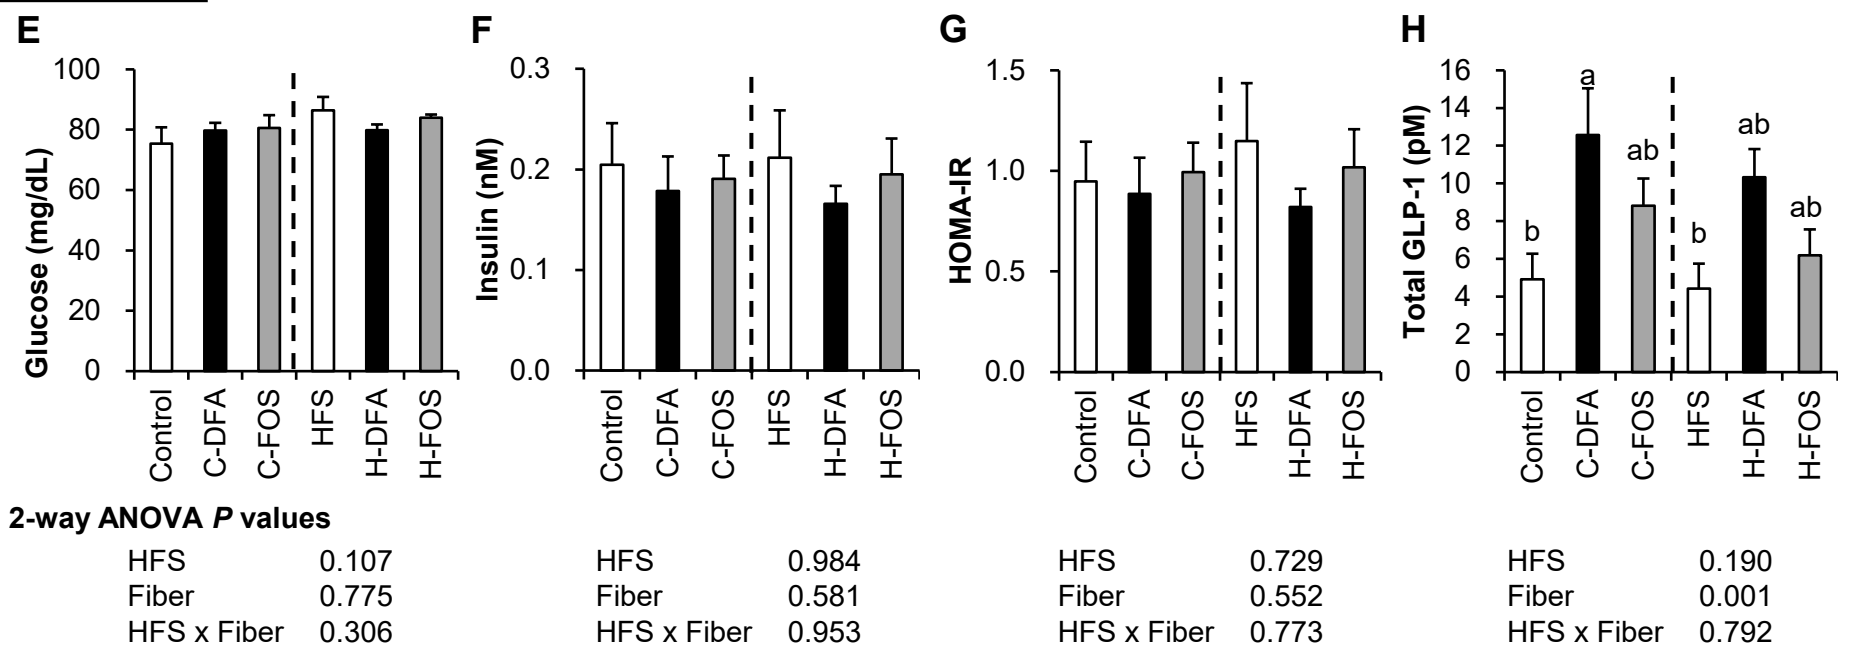 E F G H
Glucose (mg/dL)
100
80
60
40
20
0
Control C-DFA C-FOS HFS H-DFA H-FOS
Insulin (nM)
0.3
0.2
0.1
0.0
Control C-DFA C-FOS HFS H-DFA H-FOS
HOMA-IR
1.5
1.0
0.5
0.0
Control C-DFA C-FOS HFS H-DFA H-FOS
Total GLP-1 (pM)
16
14
12
10
8
6
4
2
0
b a ab b ab ab
Control C-DFA C-FOS HFS H-DFA H-FOS
2-way ANOVA P values
HFS 0.107 HFS 0.984 HFS 0.729 HFS 0.190
Fiber 0.775 Fiber 0.581 Fiber 0.552 Fiber 0.001
HFS x Fiber 0.306 HFS x Fiber 0.953 HFS x Fiber 0.773 HFS x Fiber 0.792